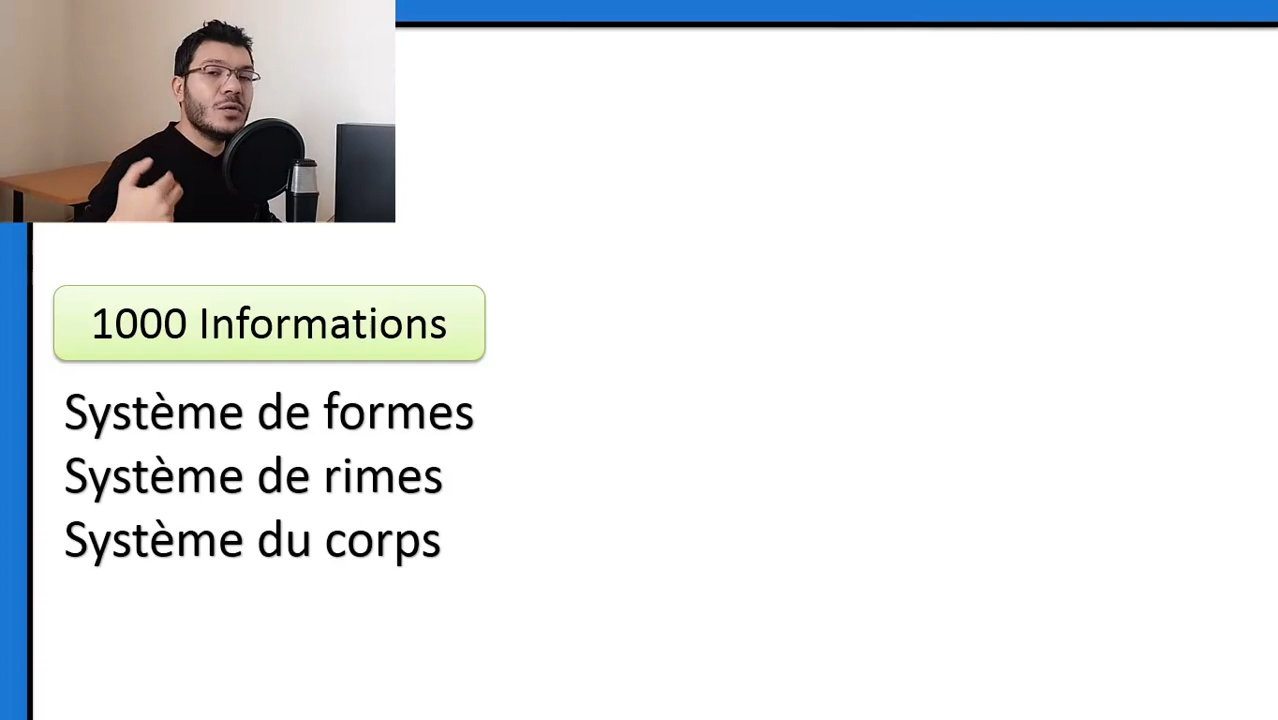 1000 Informations
Système de formes
Système de rimes
Système du corps